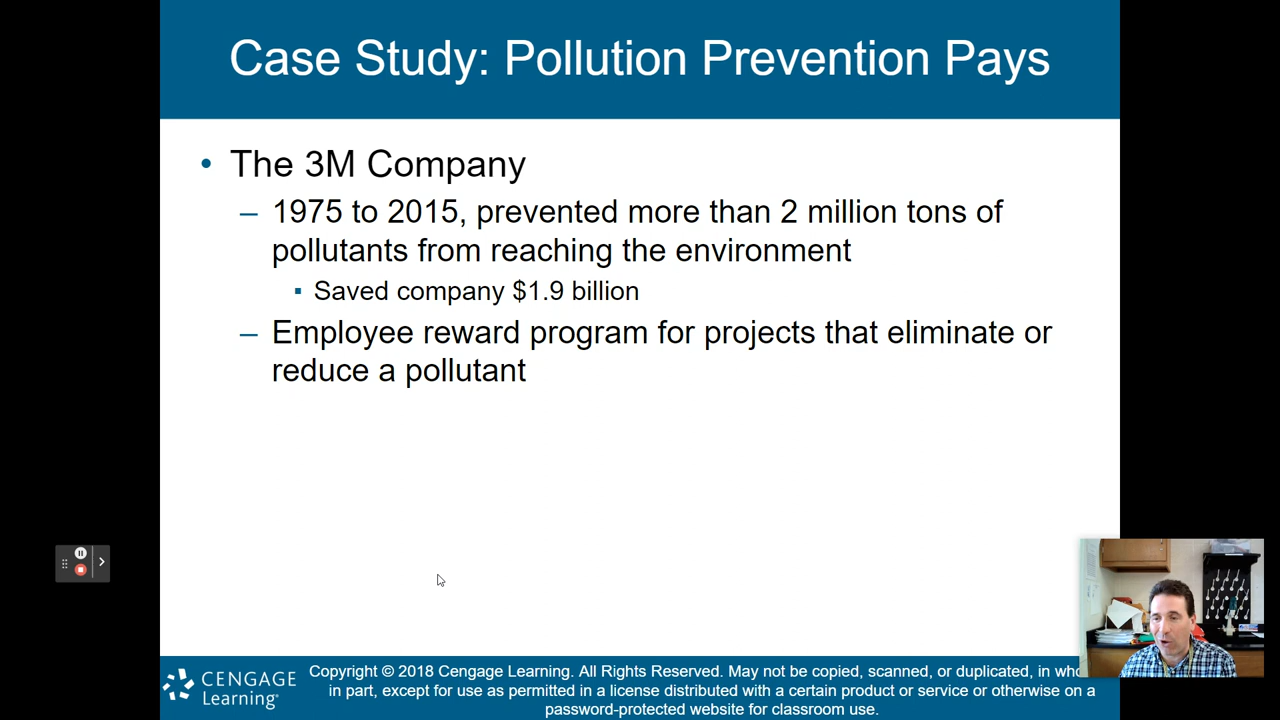 Case Study: Pollution Prevention Pays
• The 3M Company
– 1975 to 2015, prevented more than 2 million tons of
pollutants from reaching the environment
▪ Saved company $1.9 billion
– Employee reward program for projects that eliminate or
reduce a pollutant
CENGAGE
Learning®
Copyright © 2018 Cengage Learning. All Rights Reserved. May not be copied, scanned, or duplicated, in
in part, except for use as permitted in a license distributed with a certain product or service or otherwise on a
password-protected website for classroom use.